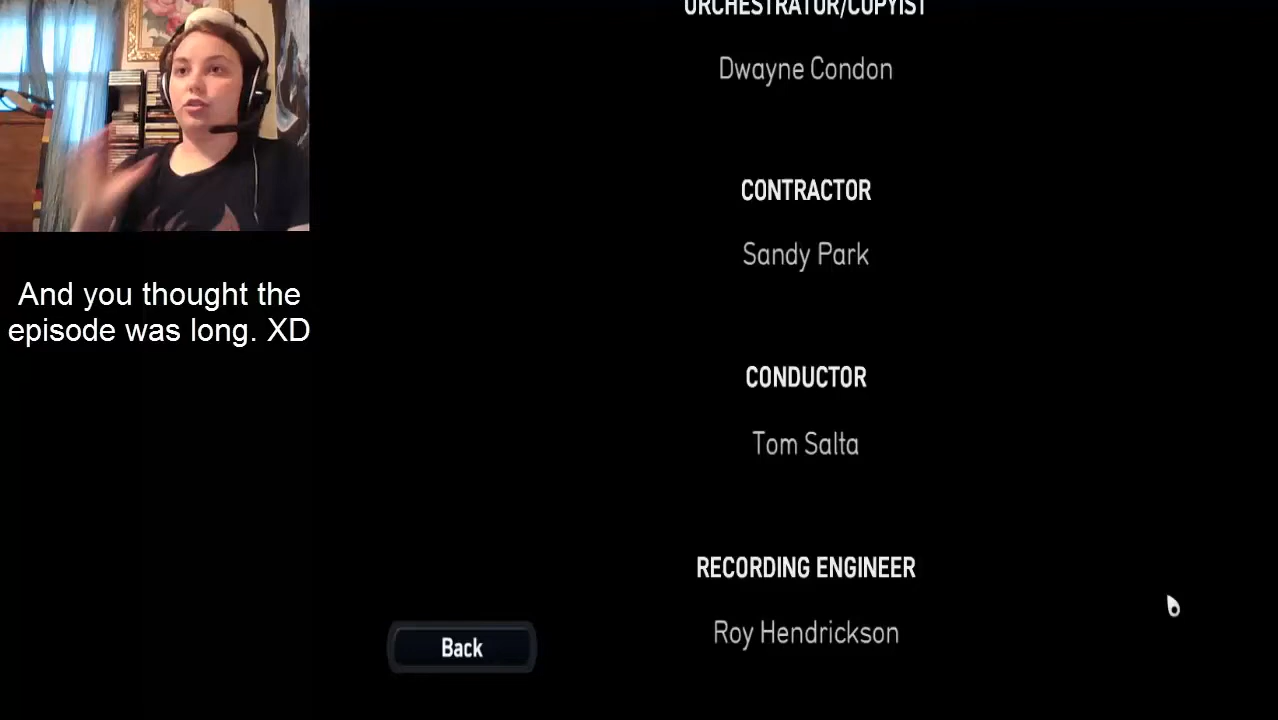 ORCHESTRATOR/COPYIST
Dwayne Condon
CONTRACTOR
Sandy Park
And you thought the
episode was long. XD
CONDUCTOR
Tom Salta
RECORDING ENGINEER
Roy Hendrickson
Back